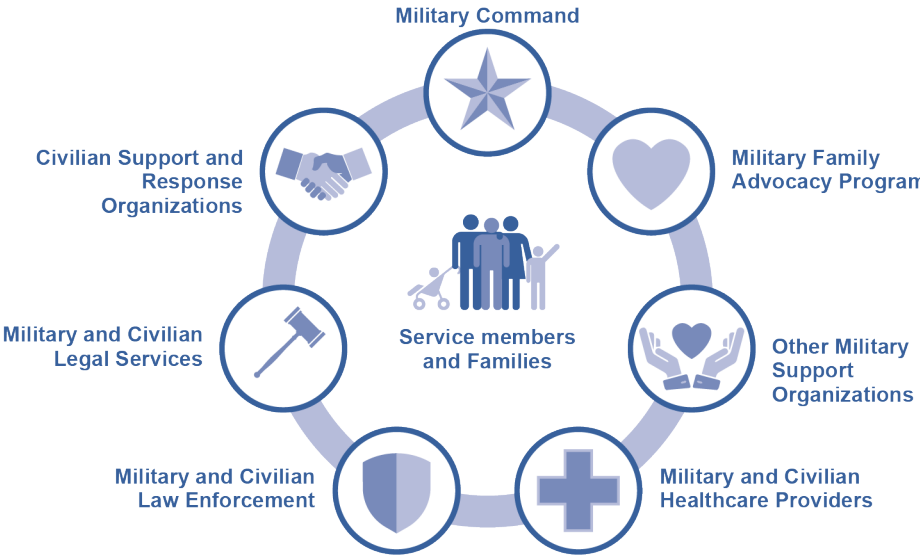 Military Command
Civilian Support and
Response
Organizations
Military Family
Advocacy Program
Service members
and Families
Military and Civilian
Legal Services
Other Military
Support
Organizations
Military and Civilian
Law Enforcement
Military and Civilian
Healthcare Providers